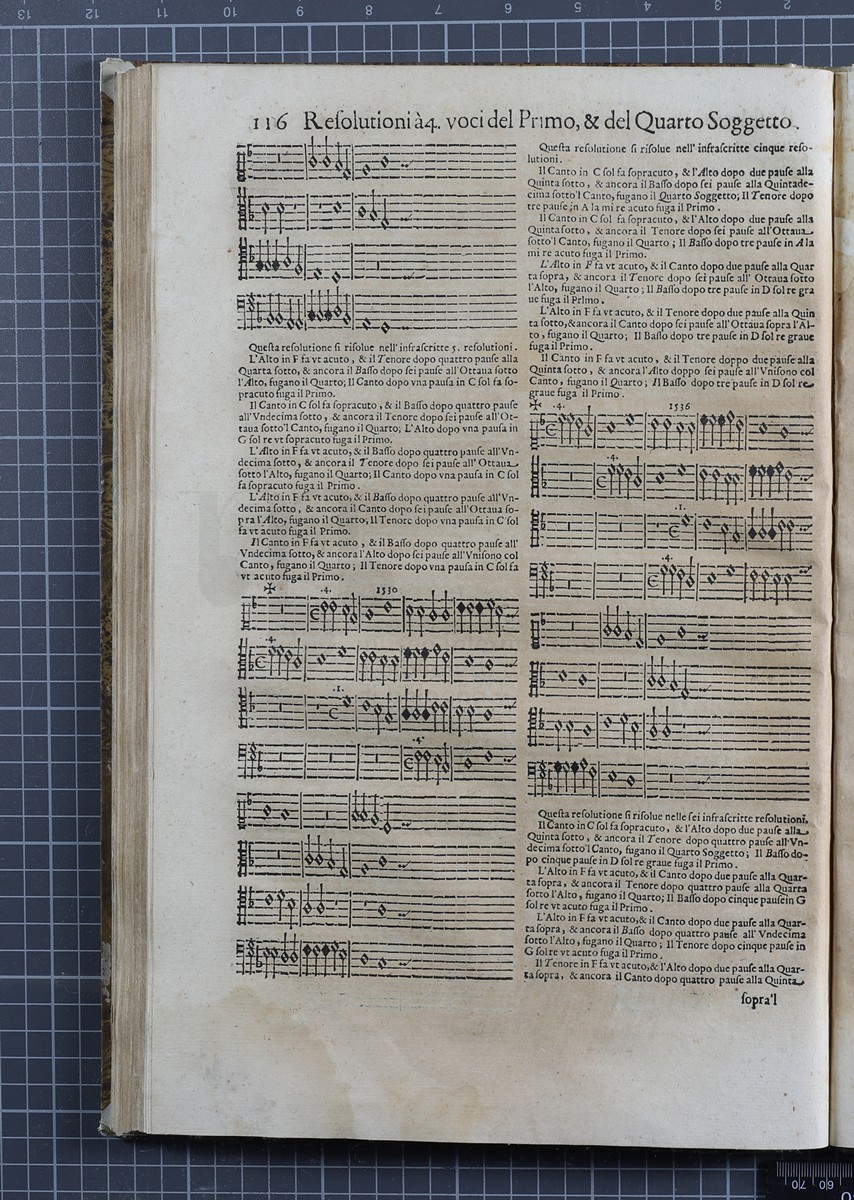 116 Reſolutioni à 4. voci del Primo, & del Quarto Soggetto.
Queſta reſolutione ſi riſolue nell'infraſcritte 5. reſolutioni.
L'Alto in F fa vt acuto, & il Tenore dopo quattro pauſe alla
Quarta ſotto, & ancora il Baſſo dopo ſei pauſe all'Ottaua ſotto
l'Alto, fugano il Quarto; Il Canto dopo vna pauſa in C ſol fa ſo-
pracuto fuga il Primo.
Il Canto in C ſol fa ſopracuto, & il Baſſo dopo quattro pauſe
all'Vndecima ſotto, & ancora il Tenore dopo ſei pauſe all'Ot-
taua ſotto'l Canto, fugano il Quarto; L'Alto dopo vna pauſa in
G ſol re vt ſopracuto fuga il Primo.
L'Alto in F fa vt acuto, & il Baſſo dopo quattro pauſe all'Vn-
decima ſotto, & ancora il Tenore dopo ſei pauſe all'Ottaua
ſotto l'Alto, fugano il Quarto; Il Canto dopo vna pauſa in C ſol
fa ſopracuto fuga il Primo.
L'Alto in F fa vt acuto, & il Baſſo dopo quattro pauſe all'Vn-
decima ſotto, & ancora il Canto dopo ſei pauſe all'Ottaua ſo-
pra l'Alto, fugano il Quarto; Il Tenore dopo vna pauſa in C ſol
fa vt acuto fuga il Primo.
Il Canto in F fa vt acuto, & il Baſſo dopo quattro pauſe all'
Vndecima ſotto, & ancora l'Alto dopo ſei pauſe all'Vniſono col
Canto, fugano il Quarto; Il Tenore dopo vna pauſa in C ſol fa
vt acuto fuga il Primo.
.4. 1530
.4.
.1.
.4.
Queſta reſolutione ſi riſolue nell'infraſcritte cinque reſo-
lutioni.
Il Canto in C ſol fa ſopracuto, & l'Alto dopo due pauſe alla
Quinta ſotto, & ancora il Baſſo dopo ſei pauſe alla Quintade-
cima ſotto'l Canto, fugano il Quarto Soggetto; Il Tenore dopo
tre pauſe in A la mi re acuto fuga il Primo.
Il Canto in C ſol fa ſopracuto, & l'Alto dopo due pauſe alla
Quinta ſotto, & ancora il Tenore dopo ſei pauſe all'Ottaua
ſotto'l Canto, fugano il Quarto; Il Baſſo dopo tre pauſe in A la
mi re acuto fuga il Primo.
L'Alto in F fa vt acuto, & il Canto dopo due pauſe alla Quar
ta ſopra, & ancora il Tenore dopo ſei pauſe all'Ottaua ſotto
l'Alto, fugano il Quarto; Il Baſſo dopo tre pauſe in D ſol re gra
ue fuga il Primo.
L'Alto in F fa vt acuto, & il Tenore dopo due pauſe alla Quin
ta ſotto, & ancora il Canto dopo ſei pauſe all'Ottaua ſopra l'Al-
to, fugano il Quarto; Il Baſſo dopo tre pauſe in D ſol re graue
fuga il Primo.
Il Canto in F fa vt acuto, & il Tenore doppo due pauſe alla
Quinta ſotto, & ancora l'Alto doppo ſei pauſe all'Vniſono col
Canto, fugano il Quarto; Il Baſſo dopo tre pauſe in D ſol re
graue fuga il Primo.
.4. 1536
.4.
.1.
.4.
Queſta reſolutione ſi riſolue nelle ſei infraſcritte reſolutioni.
Il Canto in C ſol fa ſopracuto, & l'Alto dopo due pauſe alla
Quinta ſotto, & ancora il Tenore dopo quattro pauſe all'Vn-
decima ſotto'l Canto, fugano il Quarto Soggetto; Il Baſſo do-
po cinque pauſe in D ſol re graue fuga il Primo.
L'Alto in F fa vt acuto, & il Canto dopo due pauſe alla Quar-
ta ſopra, & ancora il Tenore dopo quattro pauſe alla Quarta
ſotto l'Alto, fugano il Quarto; Il Baſſo dopo cinque pauſe in G
ſol re vt acuto fuga il Primo.
L'Alto in F fa vt acuto, & il Canto dopo due pauſe alla Quar-
ta ſopra, & ancora il Baſſo dopo quattro pauſe all'Vndecima
ſotto l'Alto, fugano il Quarto; Il Tenore dopo cinque pauſe in
G ſol re vt acuto fuga il Primo.
Il Tenore in F fa vt acuto, & l'Alto dopo due pauſe alla Quar-
ta ſopra, & ancora il Canto dopo quattro pauſe alla Quinta
ſopra'l